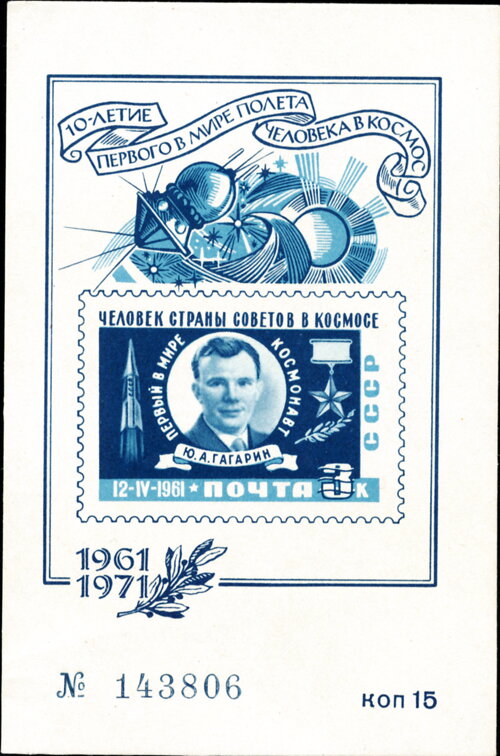 10-ЛЕТИЕ
ПЕРВОГО В МИРЕ ПОЛЕТА
ЧЕЛОВЕКА В КОСМОС
ЧЕЛОВЕК СТРАНЫ СОВЕТОВ В КОСМОСЕ
ПЕРВЫЙ В МИРЕ
КОСМОНАВТ
Ю.А.ГАГАРИН
СССР
12-IV-1961 ★ ПОЧТА 3 К
1961
1971
№ 143806
коп 15